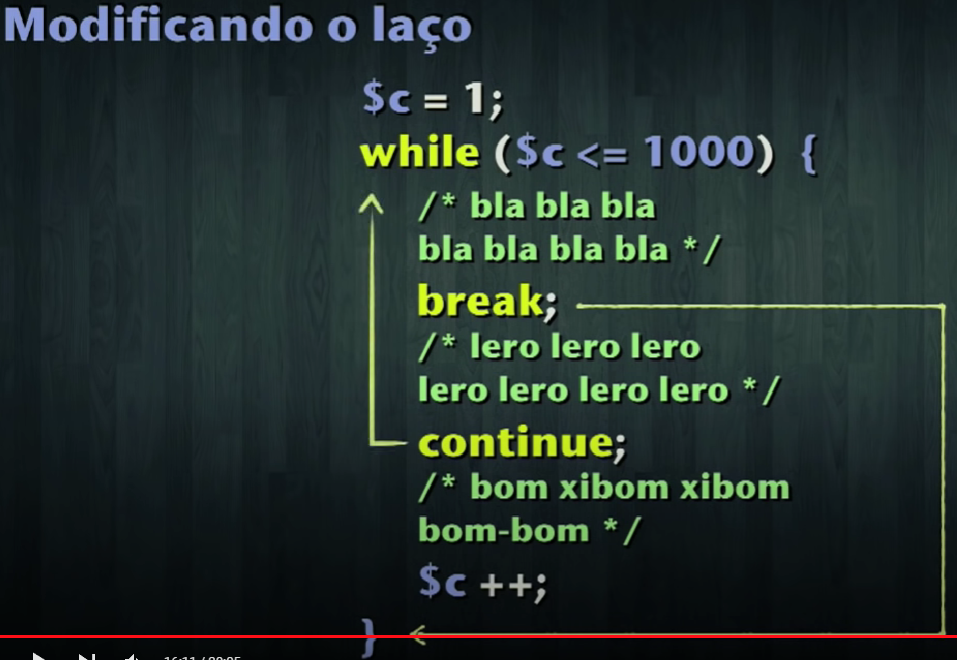 Modificando o laço
$c = 1;
while ($c <= 1000) {
/* bla bla bla
bla bla bla bla */
break;
/* lero lero lero
lero lero lero lero */
continue;
/* bom xibom xibom
bom-bom */
$c ++;
}